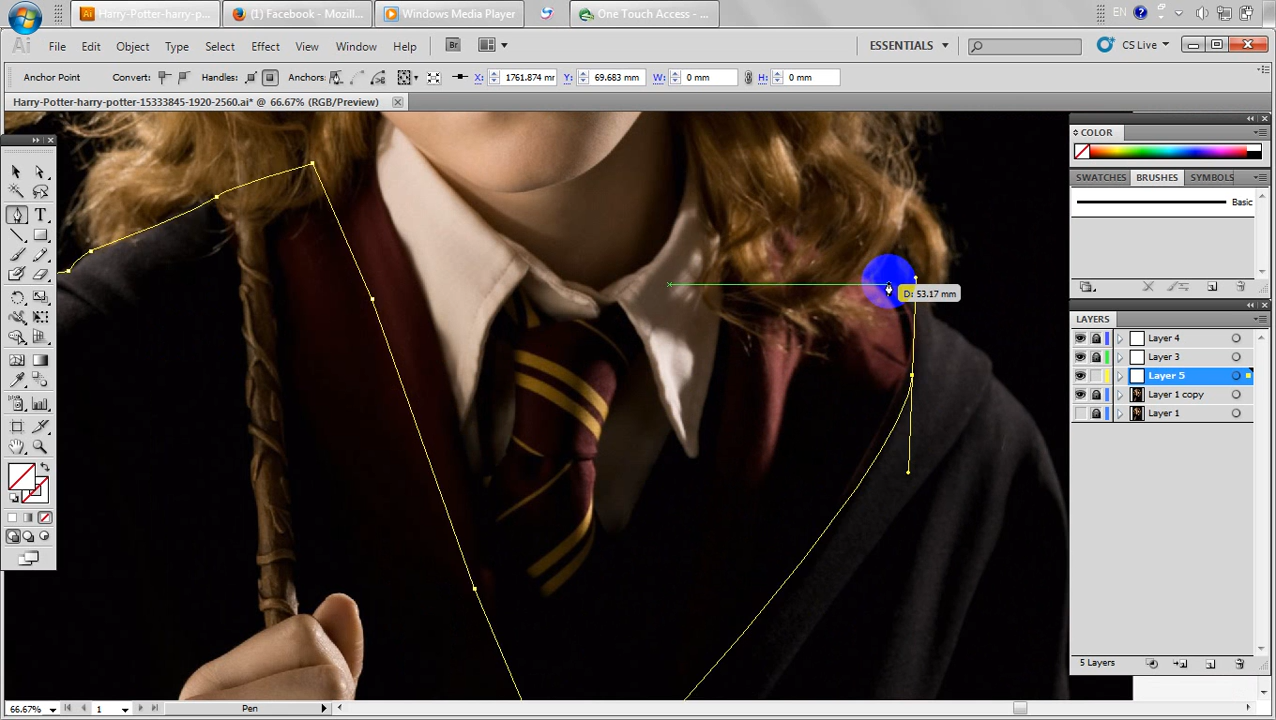 Harry-Potter-harry-p...
(1) Facebook - Mozill...
Windows Media Player
One Touch Access - ...
EN
Ai
File
Edit
Object
Type
Select
Effect
View
Window
Help
Br
ESSENTIALS
CS Live
Anchor Point
Convert:
Handles:
Anchors:
X:
1761.874 mm
Y:
69.683 mm
W:
0 mm
H:
0 mm
Harry-Potter-harry-potter-15333845-1920-2560.ai* @ 66.67% (RGB/Preview)
COLOR
SWATCHES
BRUSHES
SYMBOLS
Basic
D: 53.17 mm
LAYERS
Layer 4
Layer 3
Layer 5
Layer 1 copy
Layer 1
5 Layers
66.67%
1
Pen